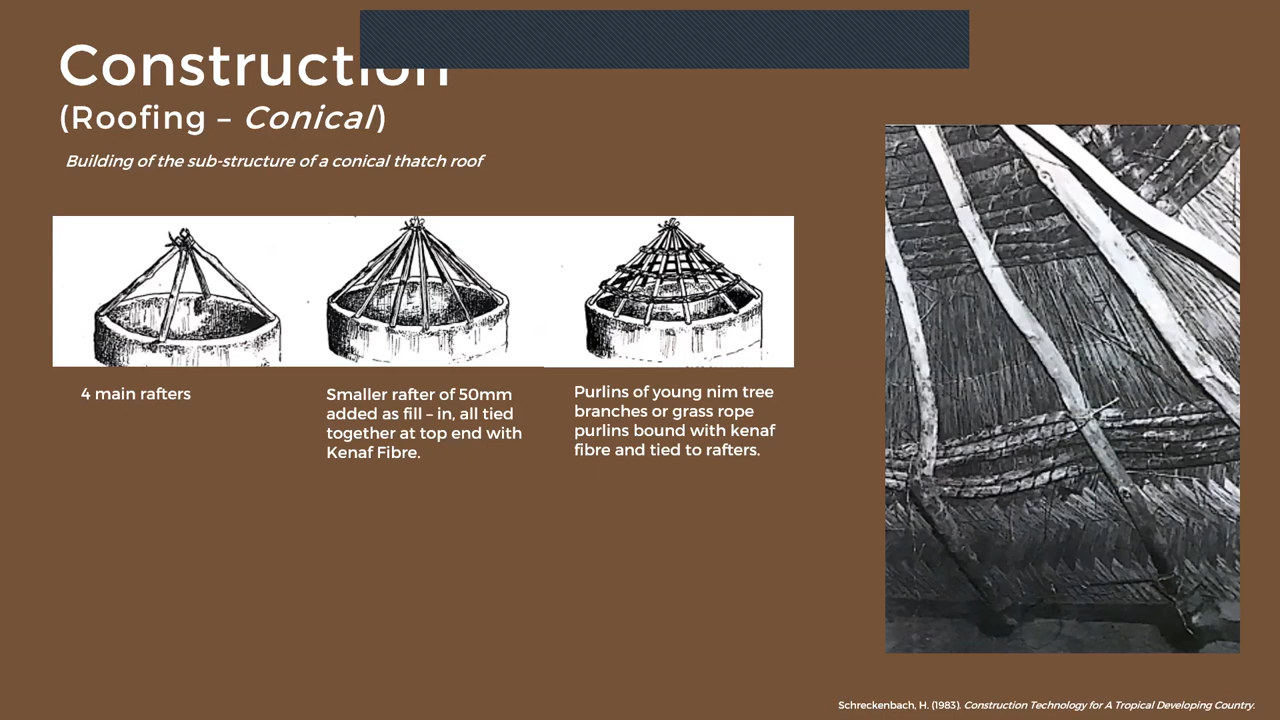 Construction
(Roofing – Conical)
Building of the sub-structure of a conical thatch roof
4 main rafters
Smaller rafter of 50mm
added as fill – in, all tied
together at top end with
Kenaf Fibre.
Purlins of young nim tree
branches or grass rope
purlins bound with kenaf
fibre and tied to rafters.
Schreckenbach, H. (1983). Construction Technology for A Tropical Developing Country.